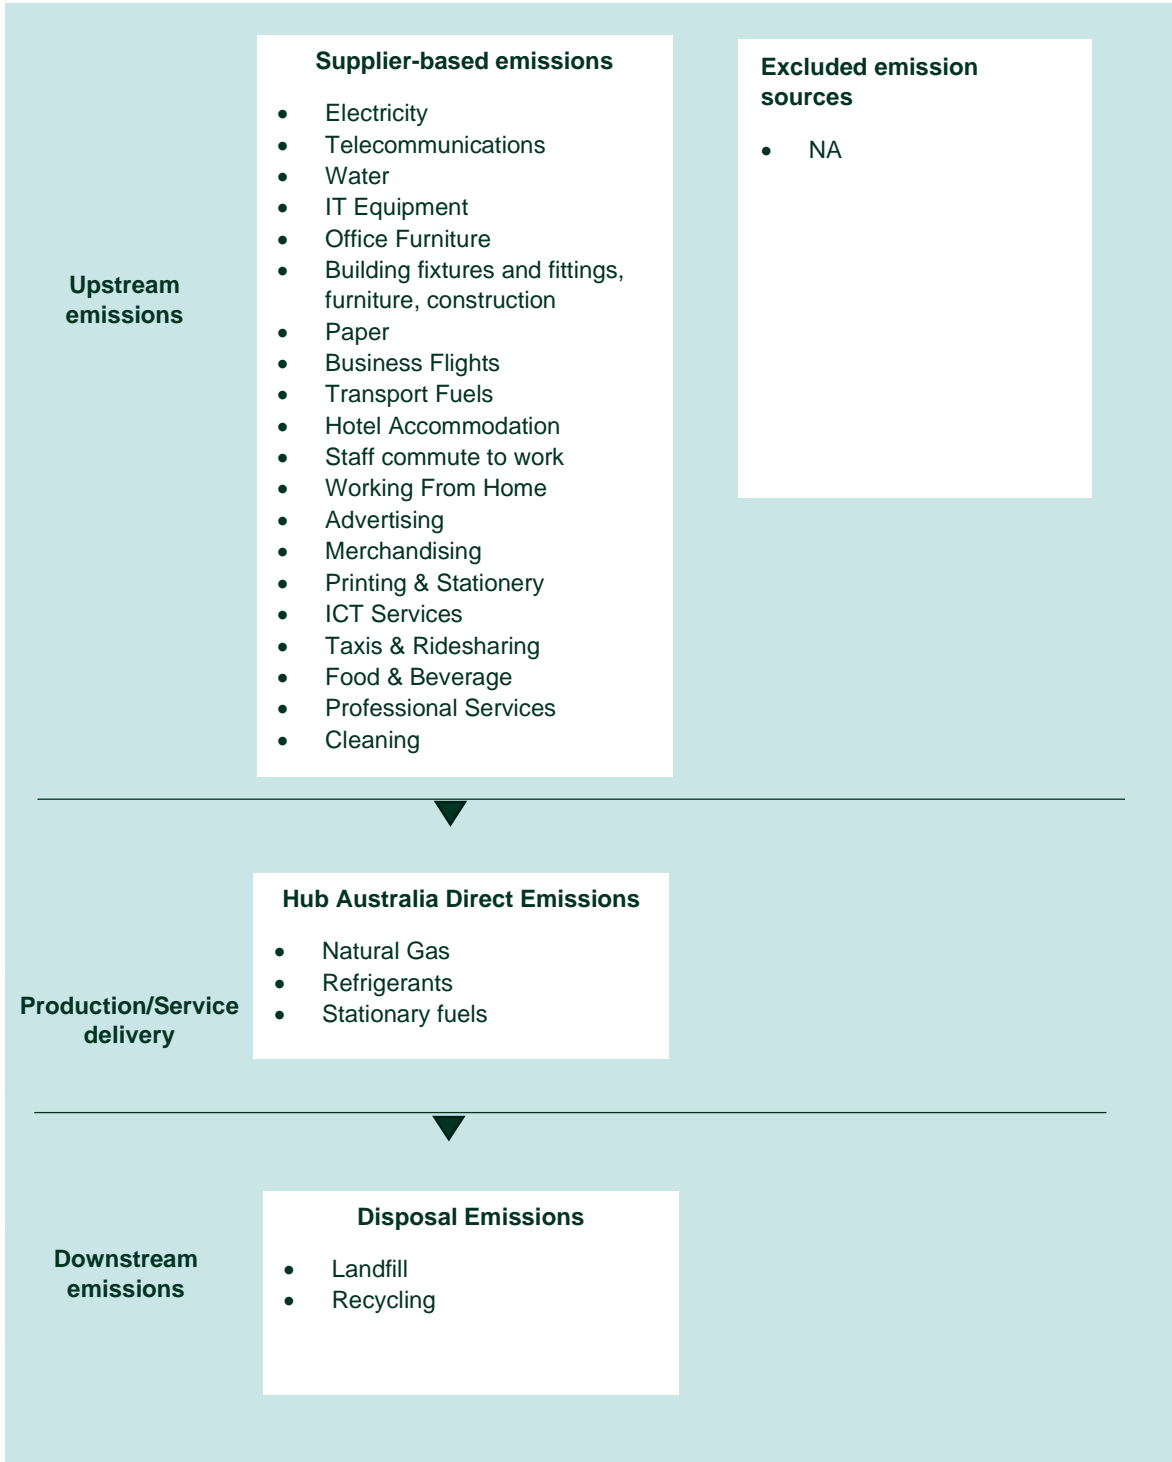 Supplier-based emissions
• Electricity
• Telecommunications
• Water
• IT Equipment
• Office Furniture
• Building fixtures and fittings,
furniture, construction
• Paper
• Business Flights
• Transport Fuels
• Hotel Accommodation
• Staff commute to work
• Working From Home
• Advertising
• Merchandising
• Printing & Stationery
• ICT Services
• Taxis & Ridesharing
• Food & Beverage
• Professional Services
• Cleaning
Excluded emission
sources
• NA
Upstream
emissions
Hub Australia Direct Emissions
• Natural Gas
• Refrigerants
• Stationary fuels
Production/Service
delivery
Disposal Emissions
• Landfill
• Recycling
Downstream
emissions